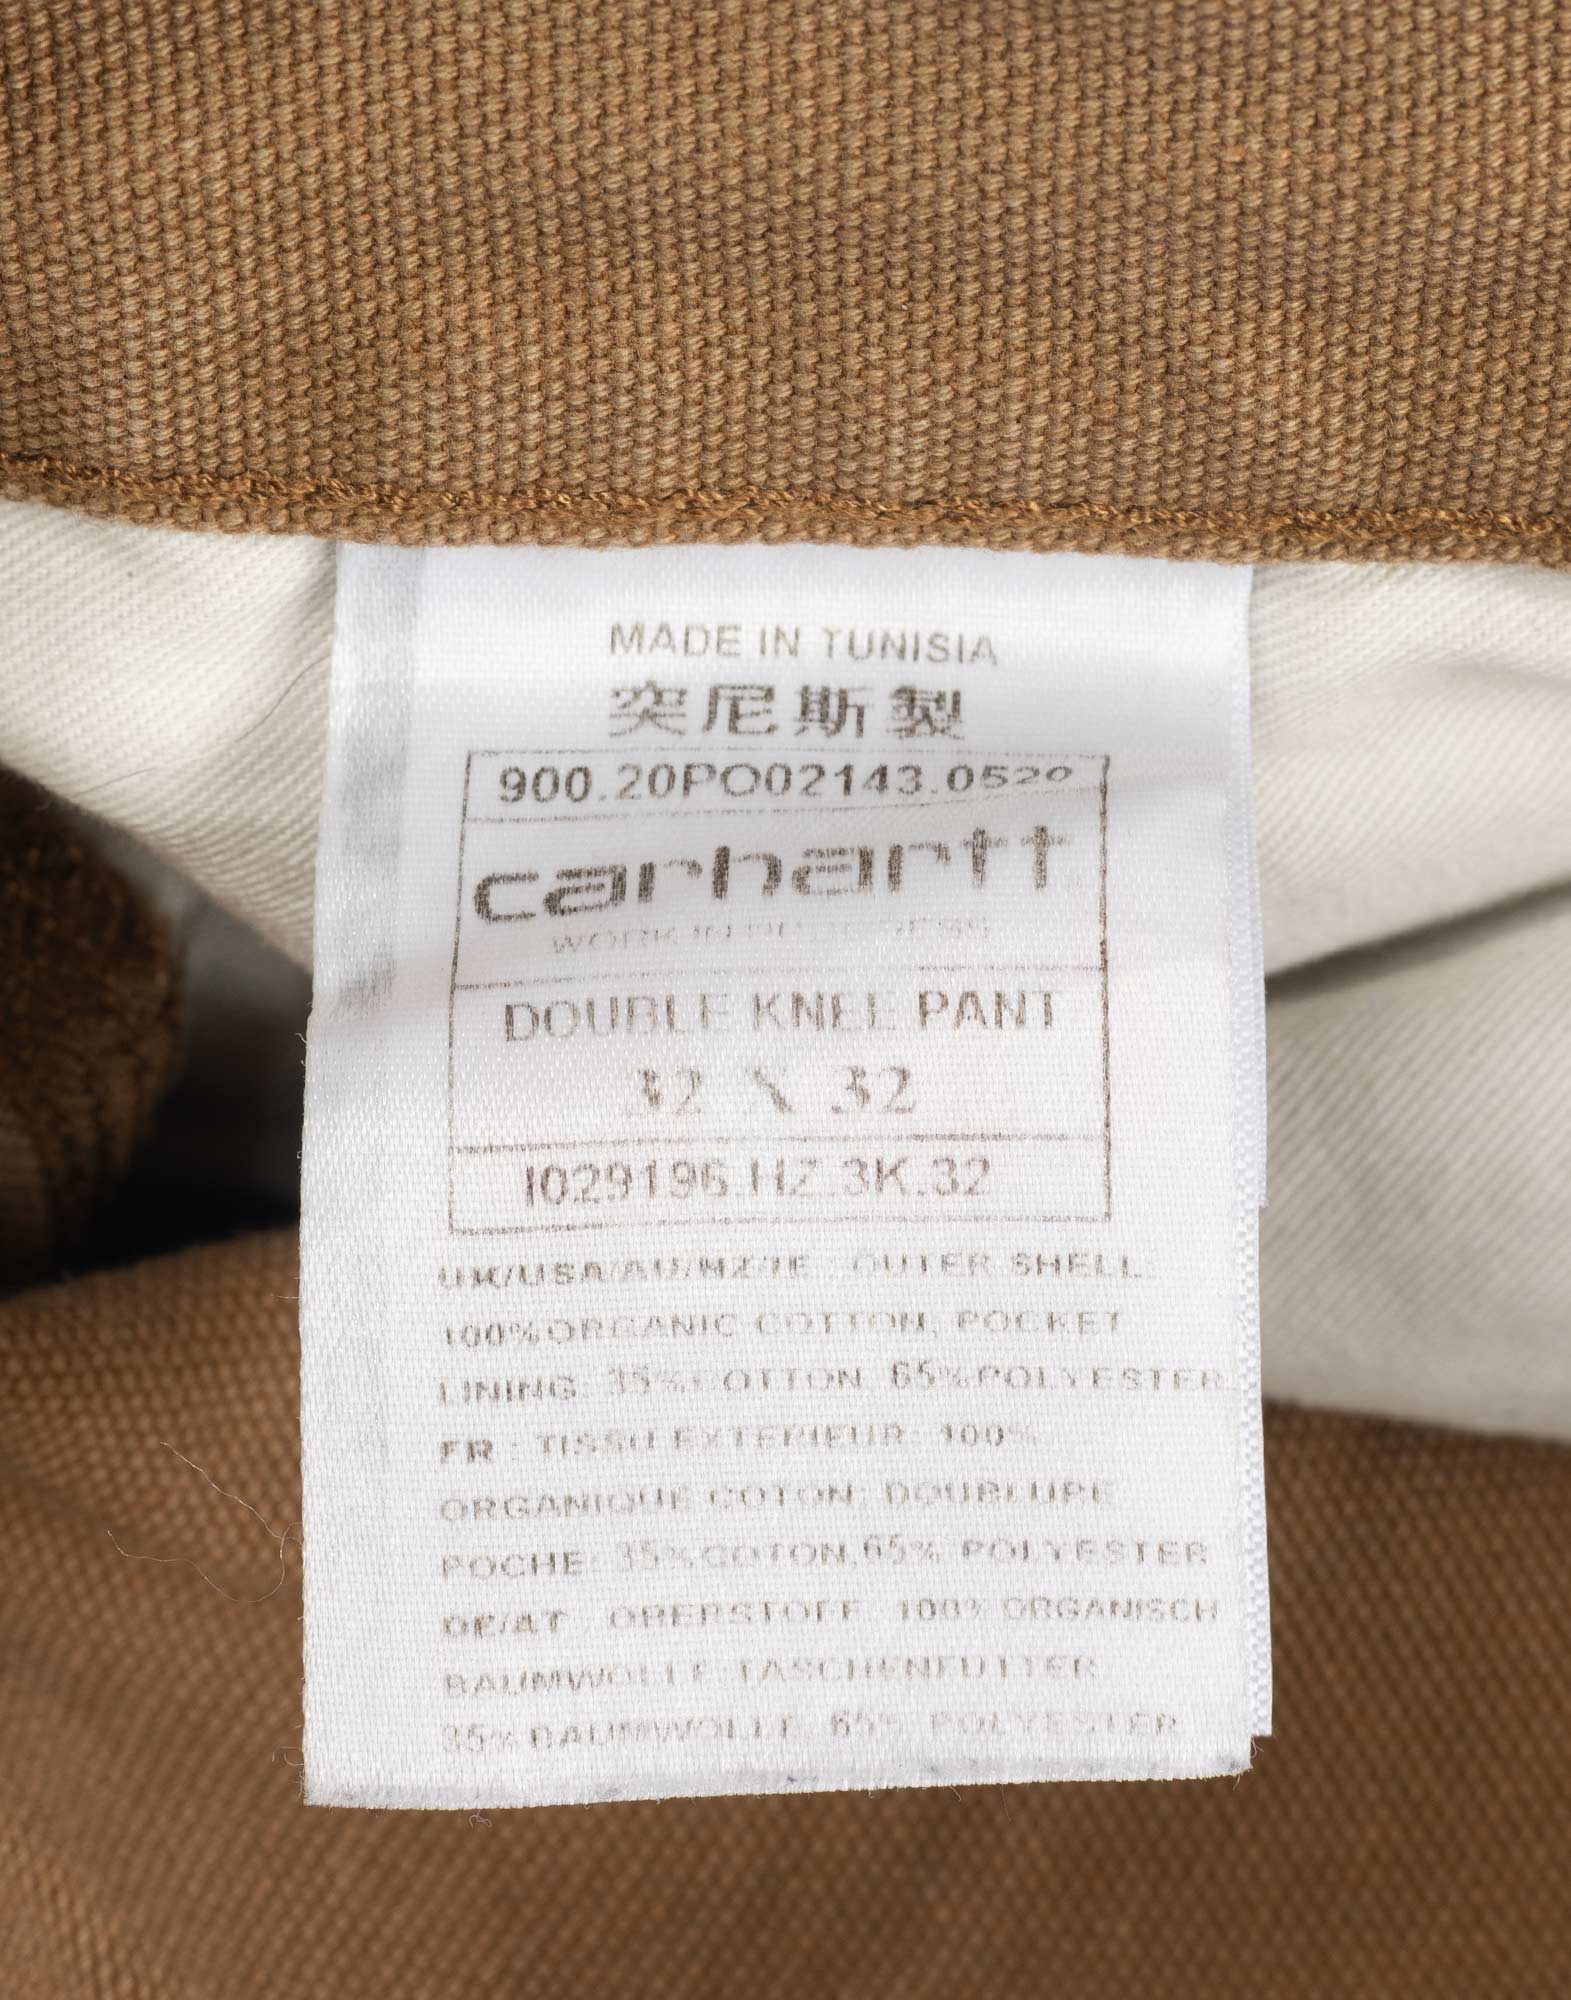 MADE IN TUNISIA
突尼斯製
900.20PO02143.0520
carhartt
WORK IN PROGRESS
DOUBLE KNEE PANT
32 X 32
I029196.HZ.3K.32
UK/USA/AU/NZ/IE : OUTER SHELL:
100%ORGANIC COTTON, POCKET
LINING: 35%COTTON, 65%POLYESTER
FR : TISSU EXTERIEUR: 100%
ORGANIQUE COTON; DOUBLURE
POCHE: 35%COTON,65% POLYESTER
DE/AT : OBERSTOFF: 100% ORGANISCH
BAUMWOLLE;TASCHENFUTTER
35%BAUMWOLLE, 65% POLYESTER